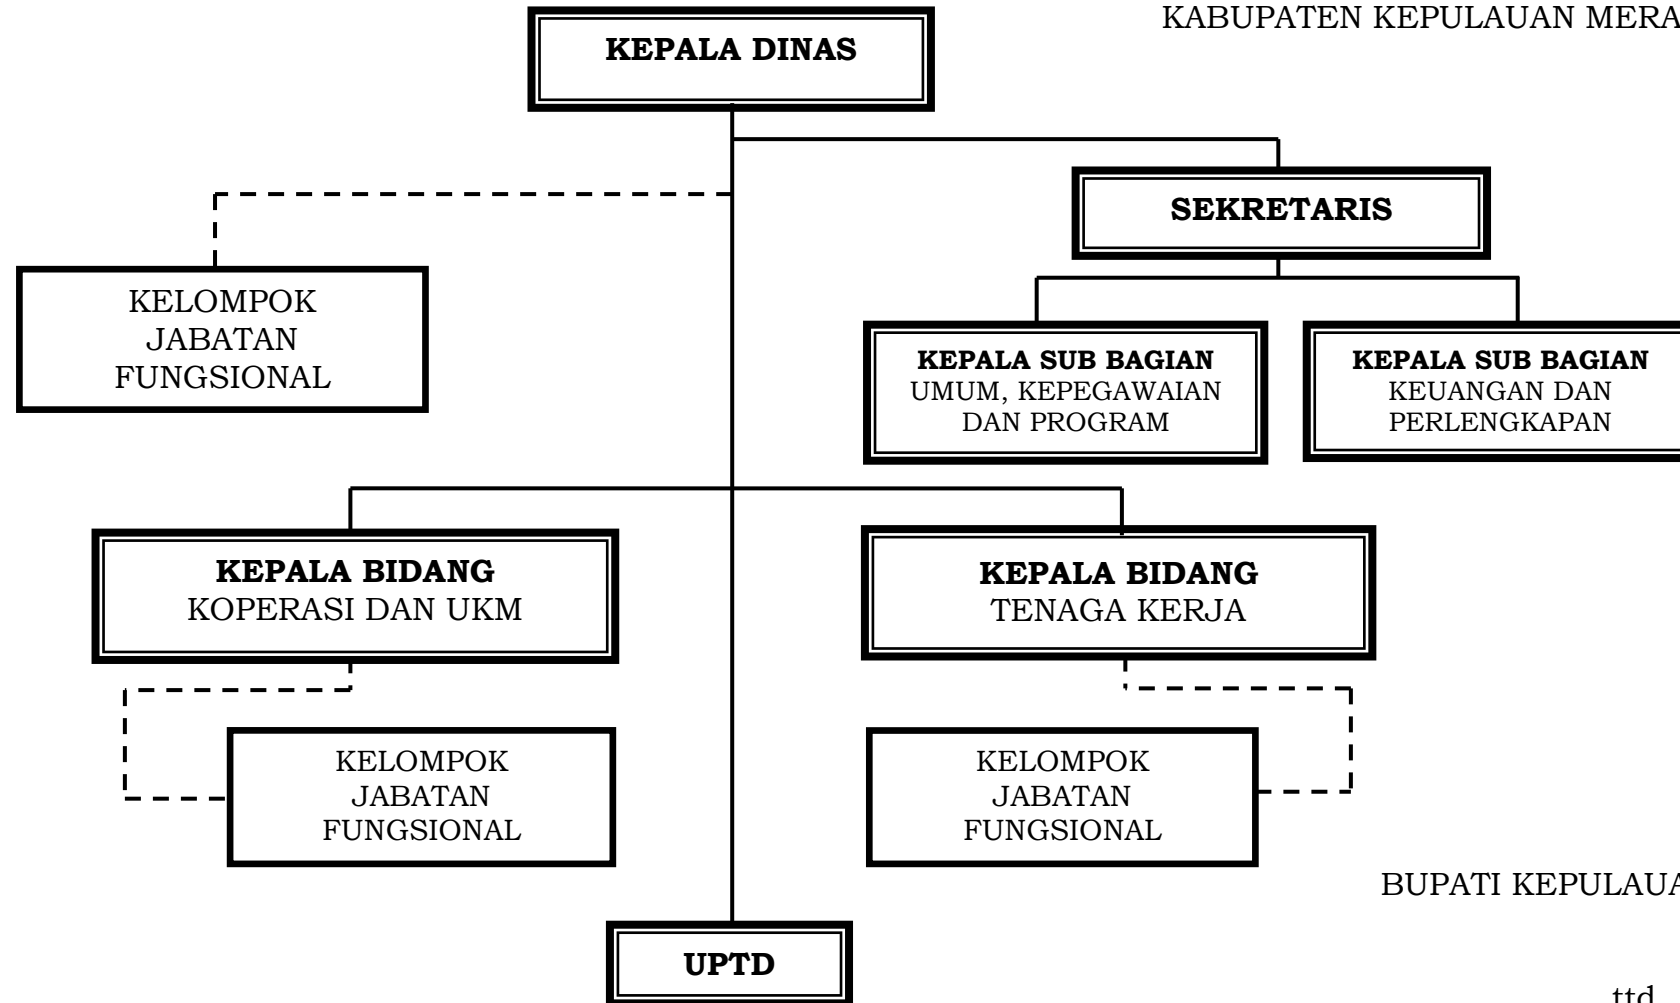 KABUPATEN KEPULAUAN MERA
KEPALA DINAS
SEKRETARIS
KELOMPOK
JABATAN
FUNGSIONAL
KEPALA SUB BAGIAN
UMUM, KEPEGAWAIAN
DAN PROGRAM
KEPALA SUB BAGIAN
KEUANGAN DAN
PERLENGKAPAN
KEPALA BIDANG
KOPERASI DAN UKM
KEPALA BIDANG
TENAGA KERJA
KELOMPOK
JABATAN
FUNGSIONAL
KELOMPOK
JABATAN
FUNGSIONAL
BUPATI KEPULAUA
UPTD
ttd